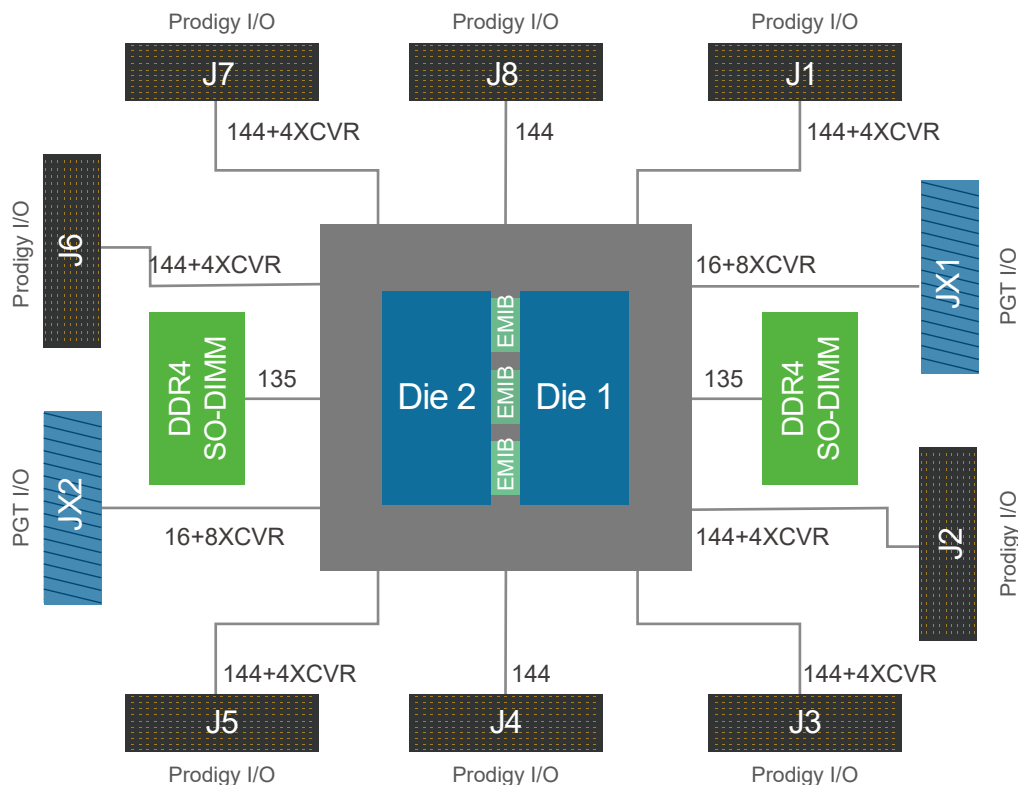 Prodigy I/O
Prodigy I/O
Prodigy I/O
J7
J8
J1
144+4XCVR
144
144+4XCVR
Prodigy I/O
J6
144+4XCVR
16+8XCVR
JX1
PGT I/O
DDR4
SO-DIMM
135
Die 2
EMIB
EMIB
EMIB
Die 1
135
DDR4
SO-DIMM
PGT I/O
JX2
16+8XCVR
144+4XCVR
J2
Prodigy I/O
144+4XCVR
144
144+4XCVR
J5
J4
J3
Prodigy I/O
Prodigy I/O
Prodigy I/O